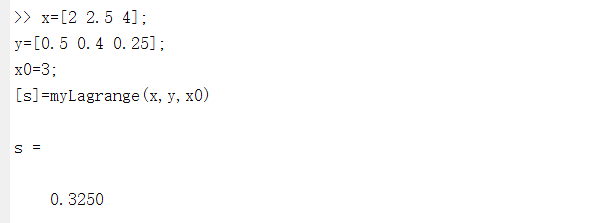 >> x=[2 2.5 4];
y=[0.5 0.4 0.25];
x0=3;
[s]=myLagrange(x,y,x0)
s =
0.3250